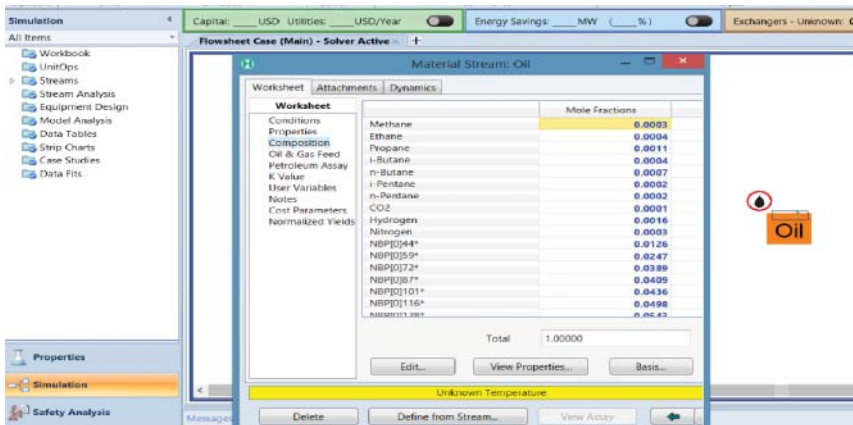 Simulation
Capital: ____USD Utilities: ____USD/Year
Energy Savings: ____MW (____%)
Exchangers - Unknown:
All Items
Flowsheet Case (Main) - Solver Active × +
Workbook
UnitOps
Streams
Stream Analysis
Equipment Design
Model Analysis
Data Tables
Strip Charts
Case Studies
Data Fits
Properties
Simulation
Safety Analysis
Material Stream: Oil
Worksheet Attachments Dynamics
Worksheet
Conditions
Properties
Composition
Oil & Gas Feed
Petroleum Assay
K Value
User Variables
Notes
Cost Parameters
Normalized Yields
Mole Fractions
Methane 0.0003
Ethane 0.0004
Propane 0.0011
i-Butane 0.0004
n-Butane 0.0007
i-Pentane 0.0002
n-Pentane 0.0002
CO2 0.0001
Hydrogen 0.0016
Nitrogen 0.0003
NBP[0]44* 0.0126
NBP[0]59* 0.0247
NBP[0]72* 0.0389
NBP[0]87* 0.0409
NBP[0]101* 0.0436
NBP[0]116* 0.0498
Total 1.00000
Edit... View Properties... Basis...
Unknown Temperature
Delete Define from Stream... View Assay
Messages
Oil